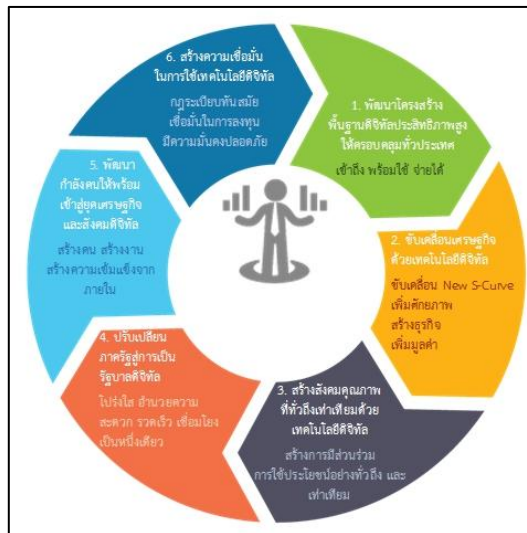 1. พัฒนาโครงสร้าง
พื้นฐานดิจิทัลประสิทธิภาพสูง
ให้ครอบคลุมทั่วประเทศ
เข้าถึง พร้อมใช้ จ่ายได้
2. ขับเคลื่อนเศรษฐกิจ
ด้วยเทคโนโลยีดิจิทัล
ขับเคลื่อน New S-Curve
เพิ่มศักยภาพ
สร้างธุรกิจ
เพิ่มมูลค่า
3. สร้างสังคมคุณภาพ
ที่ทั่วถึงเท่าเทียมด้วย
เทคโนโลยีดิจิทัล
สร้างการมีส่วนร่วม
การใช้ประโยชน์อย่างทั่วถึง และ
เท่าเทียม
4. ปรับเปลี่ยน
ภาครัฐสู่การเป็น
รัฐบาลดิจิทัล
โปร่งใส อำนวยความ
สะดวก รวดเร็ว เชื่อมโยง
เป็นหนึ่งเดียว
5. พัฒนา
กำลังคนให้พร้อม
เข้าสู่ยุคเศรษฐกิจ
และสังคมดิจิทัล
สร้างคน สร้างงาน
สร้างความเข้มแข็งจาก
ภายใน
6. สร้างความเชื่อมั่น
ในการใช้เทคโนโลยีดิจิทัล
กฎระเบียบทันสมัย
เชื่อมั่นในการลงทุน
มีความมั่นคงปลอดภัย